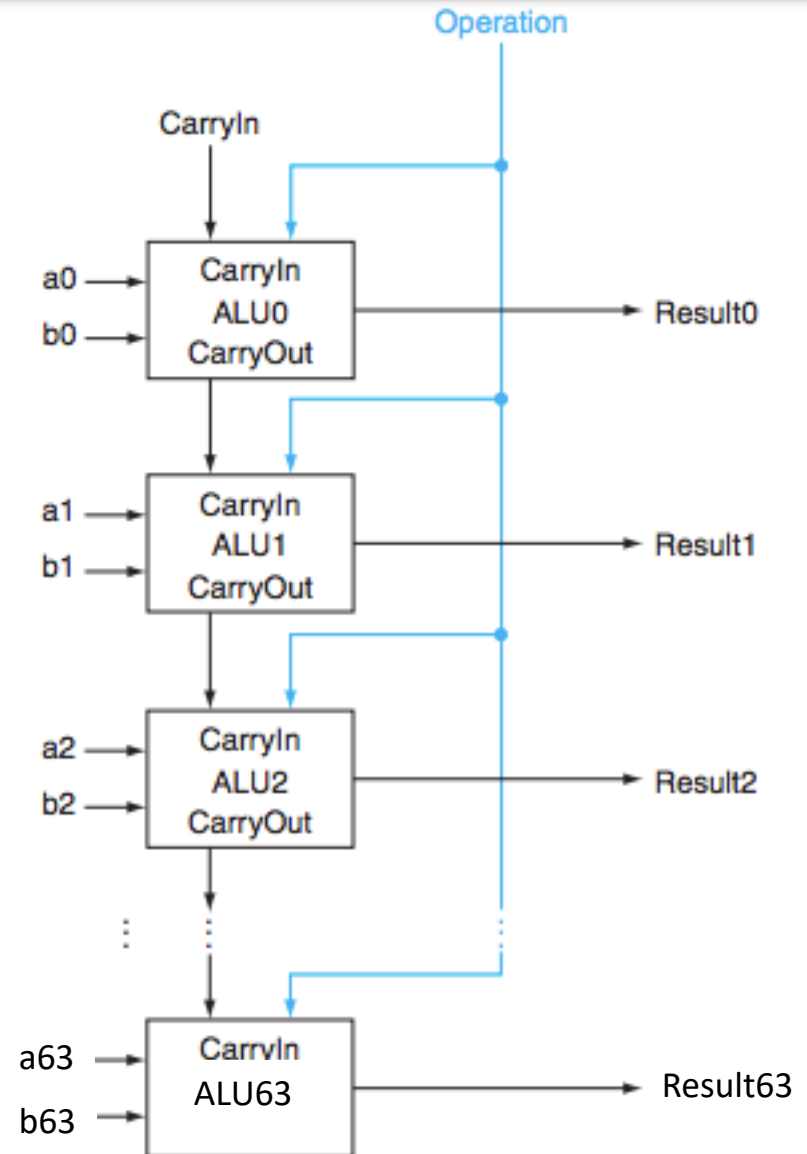 Operation
CarryIn
a0
b0
CarryIn
ALU0
CarryOut
Result0
a1
b1
CarryIn
ALU1
CarryOut
Result1
a2
b2
CarryIn
ALU2
CarryOut
Result2
⋮ ⋮ ⋮
a63
b63
CarryIn
ALU63
Result63